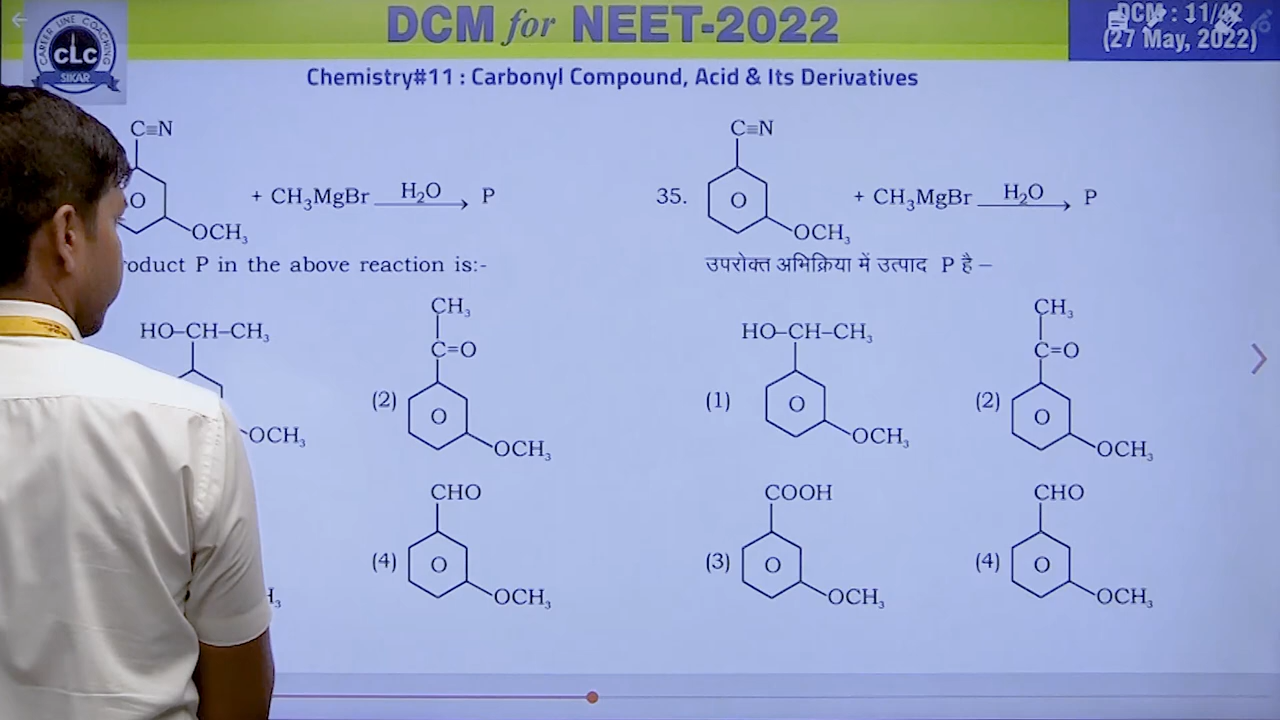 DCM for NEET-2022
DCM : 11/42
(27 May, 2022)
CAREER LINE COACHING
CLC
SIKAR
Chemistry#11 : Carbonyl Compound, Acid & Its Derivatives
C≡N
O
OCH₃
+ CH₃MgBr H₂O P
oduct P in the above reaction is:-
HO–CH–CH₃
OCH₃
(2)
CH₃
C=O
O
OCH₃
H₃
(4)
CHO
O
OCH₃
35.
C≡N
O
OCH₃
+ CH₃MgBr H₂O P
उपरोक्त अभिक्रिया में उत्पाद P है –
(1)
HO–CH–CH₃
O
OCH₃
(2)
CH₃
C=O
O
OCH₃
(3)
COOH
O
OCH₃
(4)
CHO
O
OCH₃